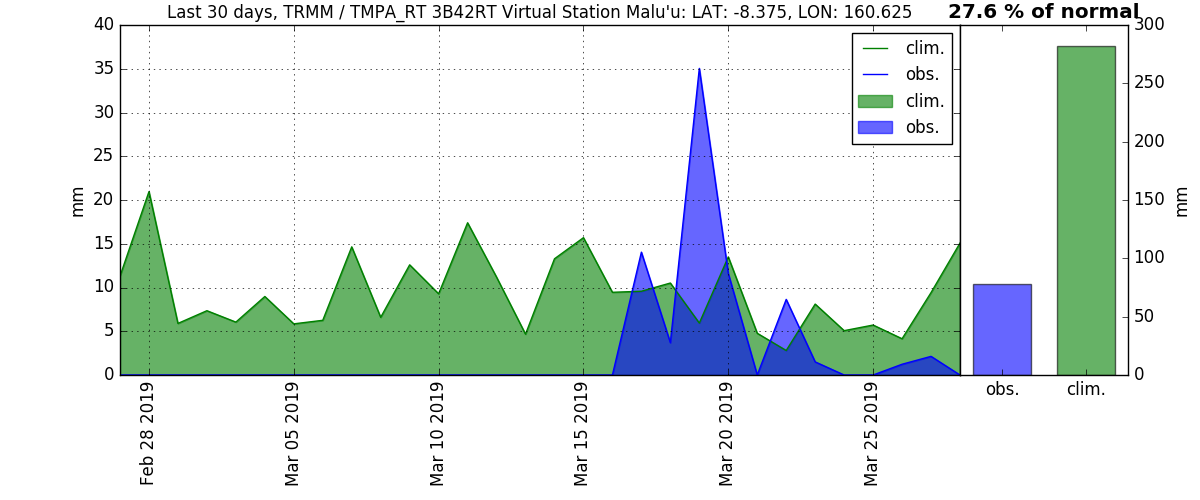 Last 30 days, TRMM / TMPA_RT 3B42RT Virtual Station Malu'u: LAT: -8.375, LON: 160.625
27.6 % of normal
40
35
30
25
20
15
10
5
0
mm
clim.
obs.
clim.
obs.
Feb 28 2019
Mar 05 2019
Mar 10 2019
Mar 15 2019
Mar 20 2019
Mar 25 2019
300
250
200
150
100
50
0
mm
obs.
clim.